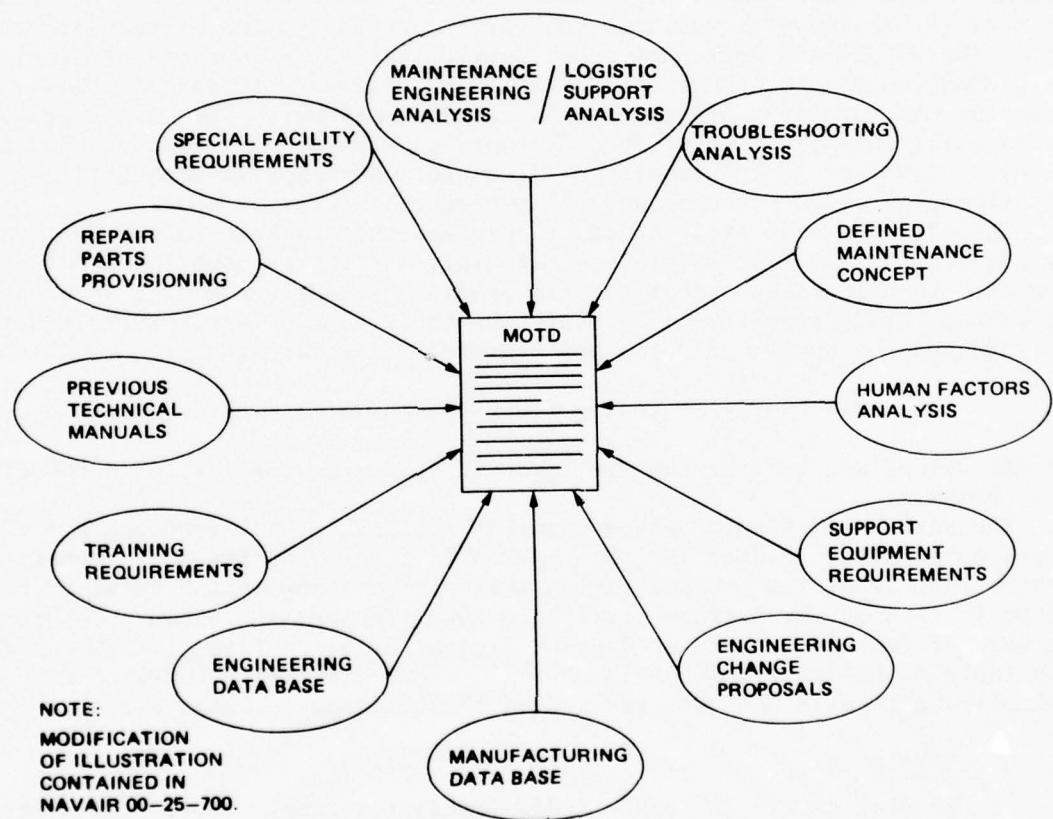 MAINTENANCE
ENGINEERING
ANALYSIS
/
LOGISTIC
SUPPORT
ANALYSIS
TROUBLESHOOTING
ANALYSIS
DEFINED
MAINTENANCE
CONCEPT
HUMAN FACTORS
ANALYSIS
SUPPORT
EQUIPMENT
REQUIREMENTS
ENGINEERING
CHANGE
PROPOSALS
MANUFACTURING
DATA BASE
ENGINEERING
DATA BASE
TRAINING
REQUIREMENTS
PREVIOUS
TECHNICAL
MANUALS
REPAIR
PARTS
PROVISIONING
SPECIAL FACILITY
REQUIREMENTS
MOTD
NOTE:
MODIFICATION
OF ILLUSTRATION
CONTAINED IN
NAVAIR 00-25-700.